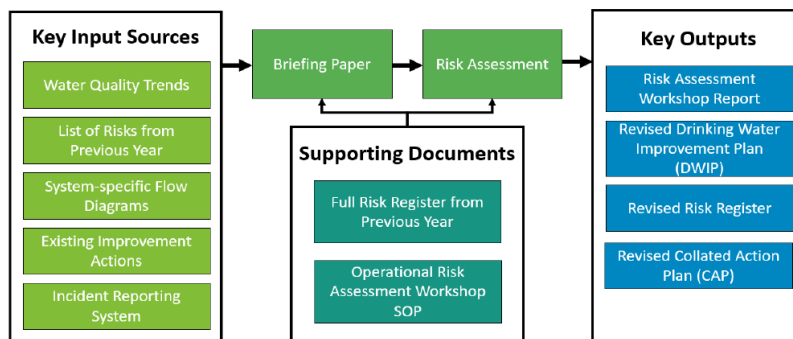 Key Input Sources
Water Quality Trends
List of Risks from
Previous Year
System-specific Flow
Diagrams
Existing Improvement
Actions
Incident Reporting
System
Briefing Paper
Risk Assessment
Supporting Documents
Full Risk Register from
Previous Year
Operational Risk
Assessment Workshop
SOP
Key Outputs
Risk Assessment
Workshop Report
Revised Drinking Water
Improvement Plan
(DWIP)
Revised Risk Register
Revised Collated Action
Plan (CAP)